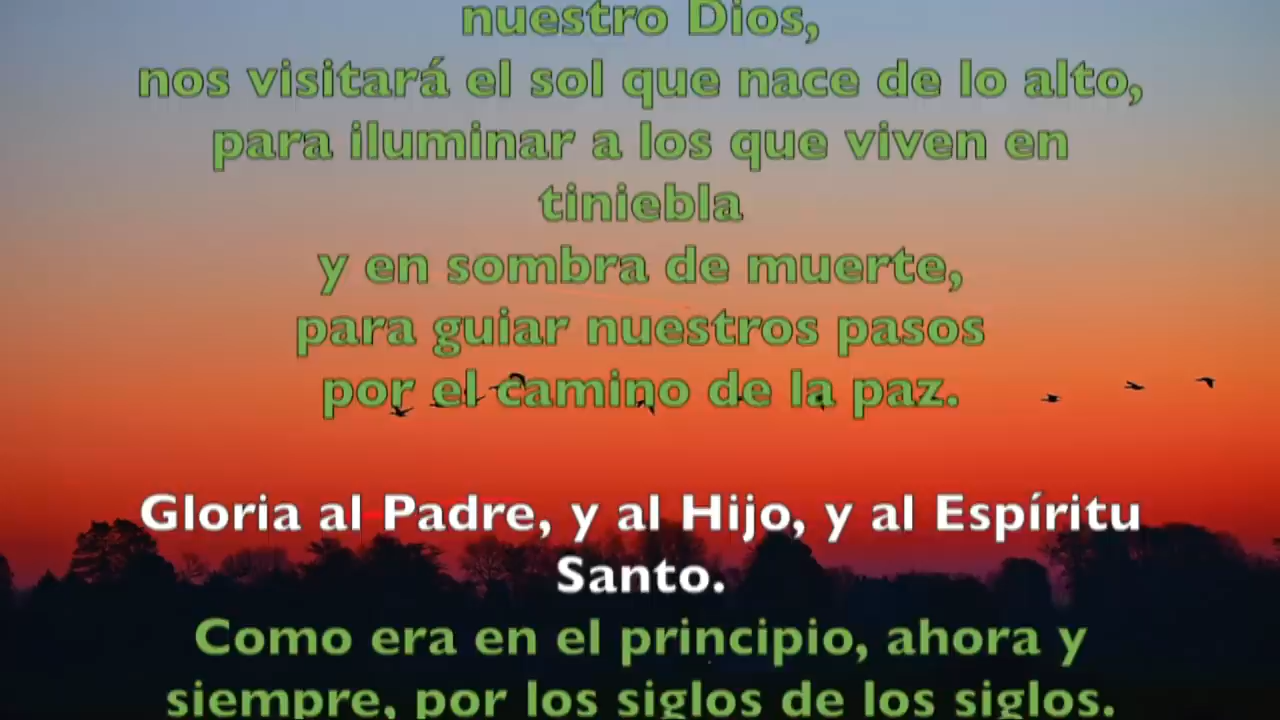 nuestro Dios,
nos visitará el sol que nace de lo alto,
para iluminar a los que viven en
tiniebla
y en sombra de muerte,
para guiar nuestros pasos
por el camino de la paz.
Gloria al Padre, y al Hijo, y al Espíritu
Santo.
Como era en el principio, ahora y
siempre, por los siglos de los siglos.